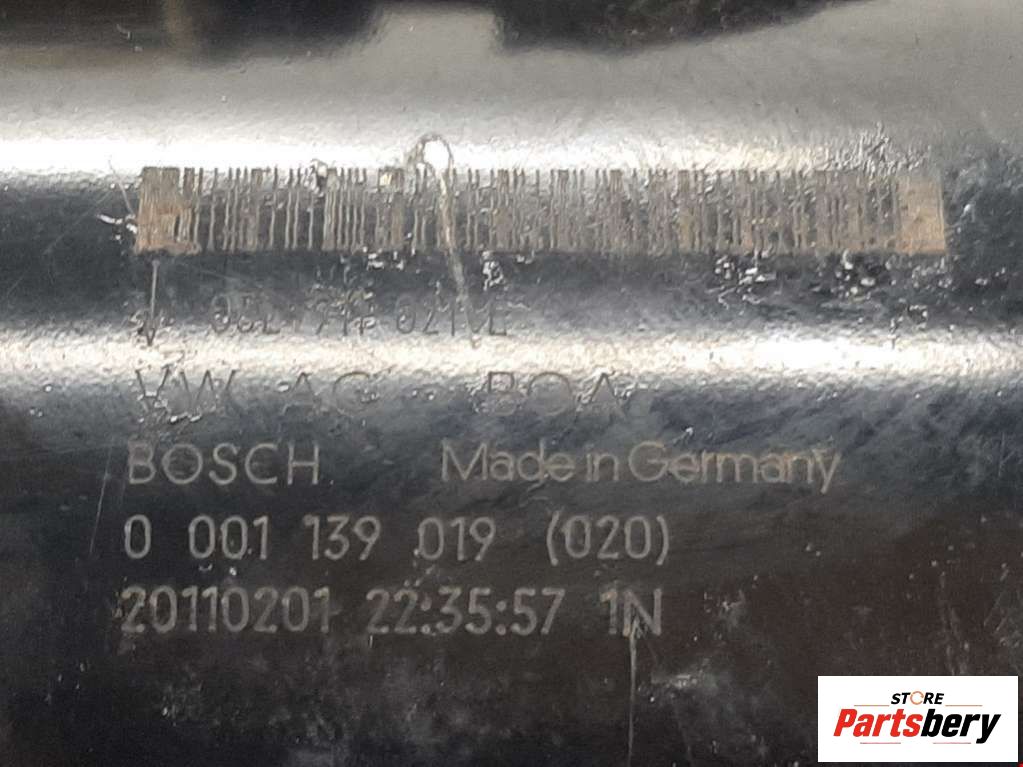 VW AG BOA
BOSCH Made in Germany
0 001 139 019 (020)
20110201 22:35:57 1N
STORE
Partsbery